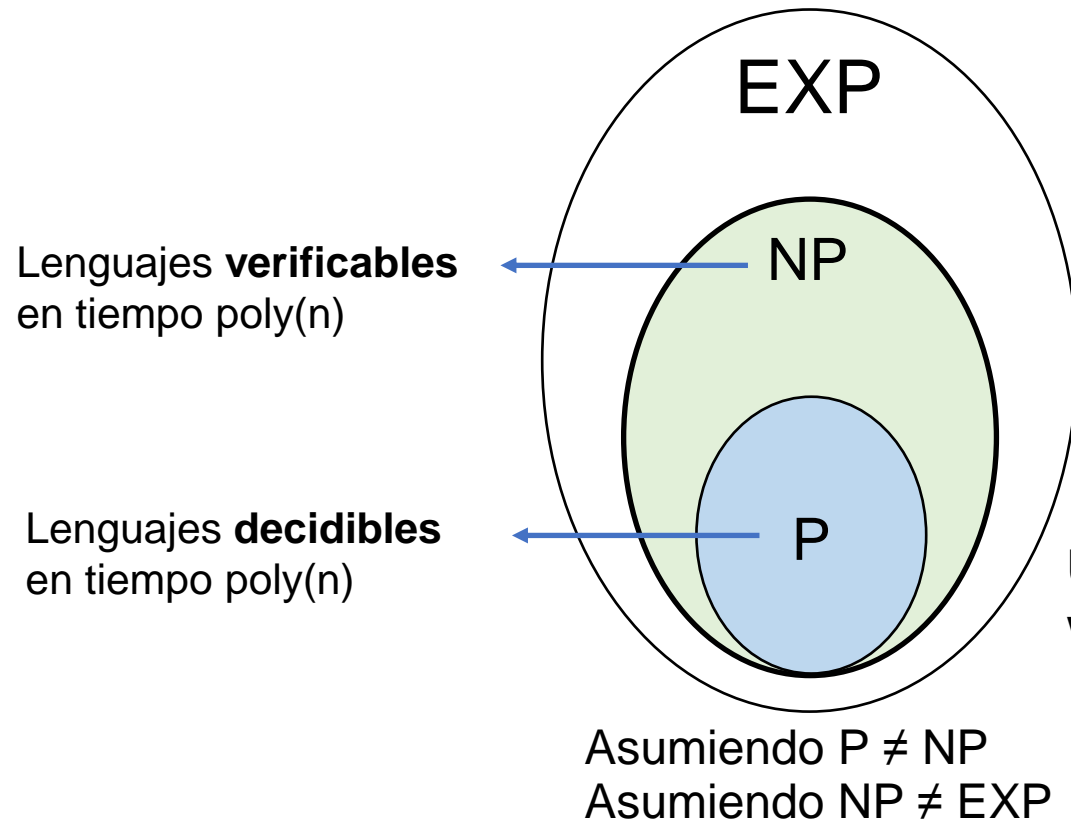 EXP
NP
Lenguajes verificables
en tiempo poly(n)
Lenguajes decidibles
en tiempo poly(n)
P
Asumiendo P ≠ NP
Asumiendo NP ≠ EXP